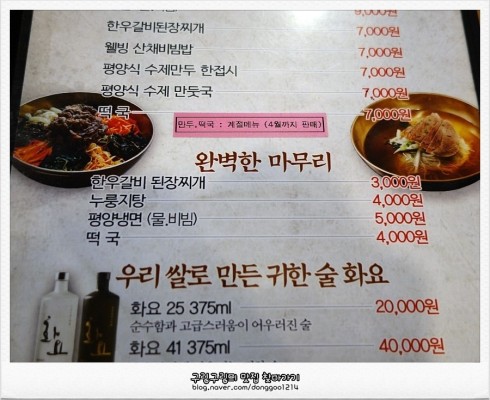 9,000원
한우갈비된장찌개 7,000원
웰빙 산채비빔밥 7,000원
평양식 수제만두 한접시 7,000원
평양식 수제 만둣국 7,000원
떡 국 7,000원
만두,떡국 : 계절메뉴 (4월까지 판매)
완벽한 마무리
한우갈비 된장찌개 3,000원
누룽지탕 4,000원
평양냉면 (물.비빔) 5,000원
떡 국 4,000원
우리 쌀로 만든 귀한 술 화요
화요 25 375ml 20,000원
순수함과 고급스러움이 어우러진 술
화요 41 375ml 40,000원
화요
구링구링의 맛집 찾아가기
blog.naver.com/donggoo1214